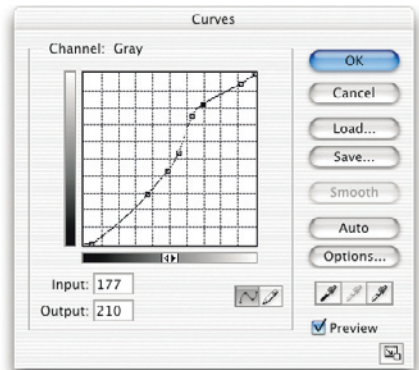 Curves
Channel: Gray
OK
Cancel
Load...
Save...
Smooth
Auto
Options...
Input: 177
Output: 210
Preview